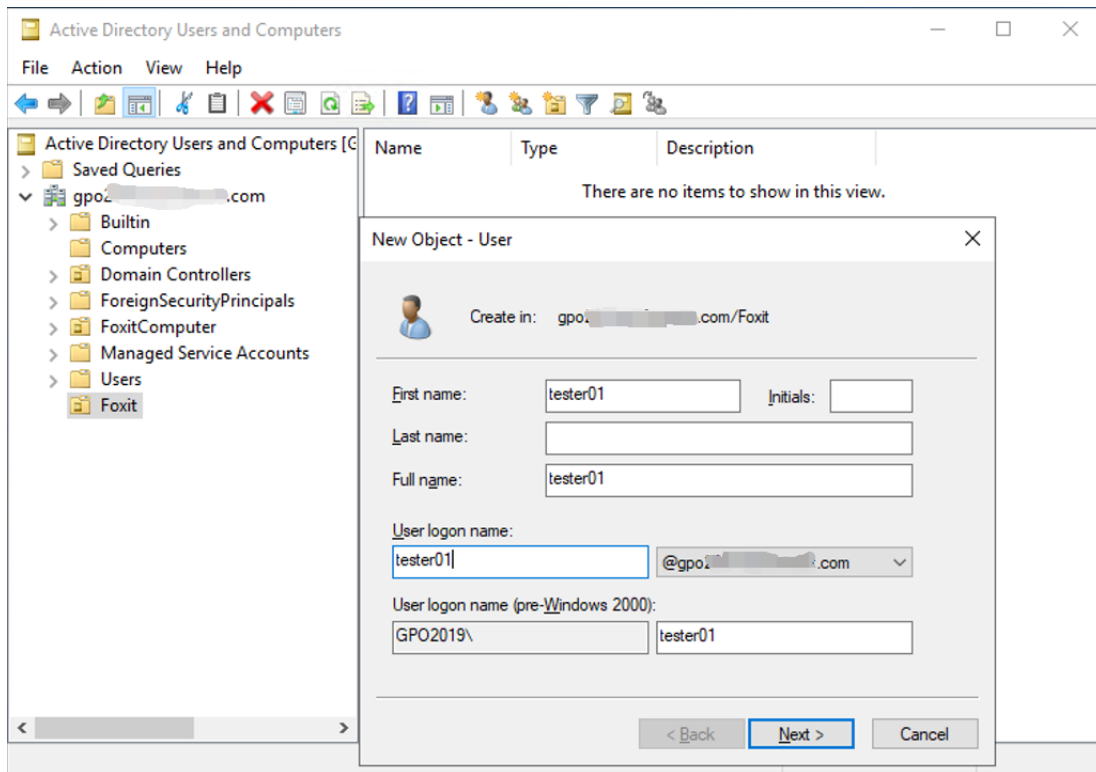 Active Directory Users and Computers
File Action View Help
Active Directory Users and Computers [G
Saved Queries
gpo2 .com
Builtin
Computers
Domain Controllers
ForeignSecurityPrincipals
FoxitComputer
Managed Service Accounts
Users
Foxit
Name Type Description
There are no items to show in this view.
New Object - User
Create in: gpo .com/Foxit
First name: tester01 Initials:
Last name:
Full name: tester01
User logon name:
tester01 @gpo .com
User logon name (pre-Windows 2000):
GPO2019\ tester01
< Back Next > Cancel